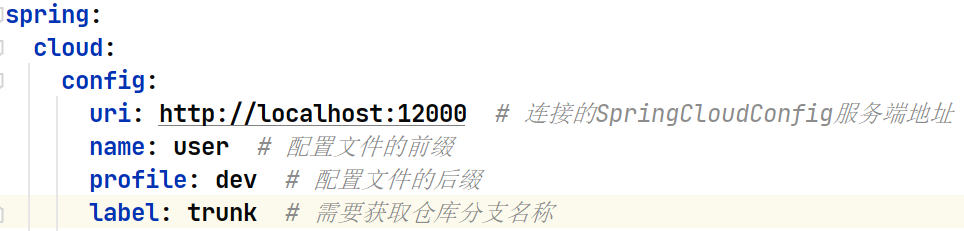 spring:
  cloud:
    config:
      uri: http://localhost:12000  # 连接的SpringCloudConfig服务端地址
      name: user  # 配置文件的前缀
      profile: dev  # 配置文件的后缀
      label: trunk  # 需要获取仓库分支名称